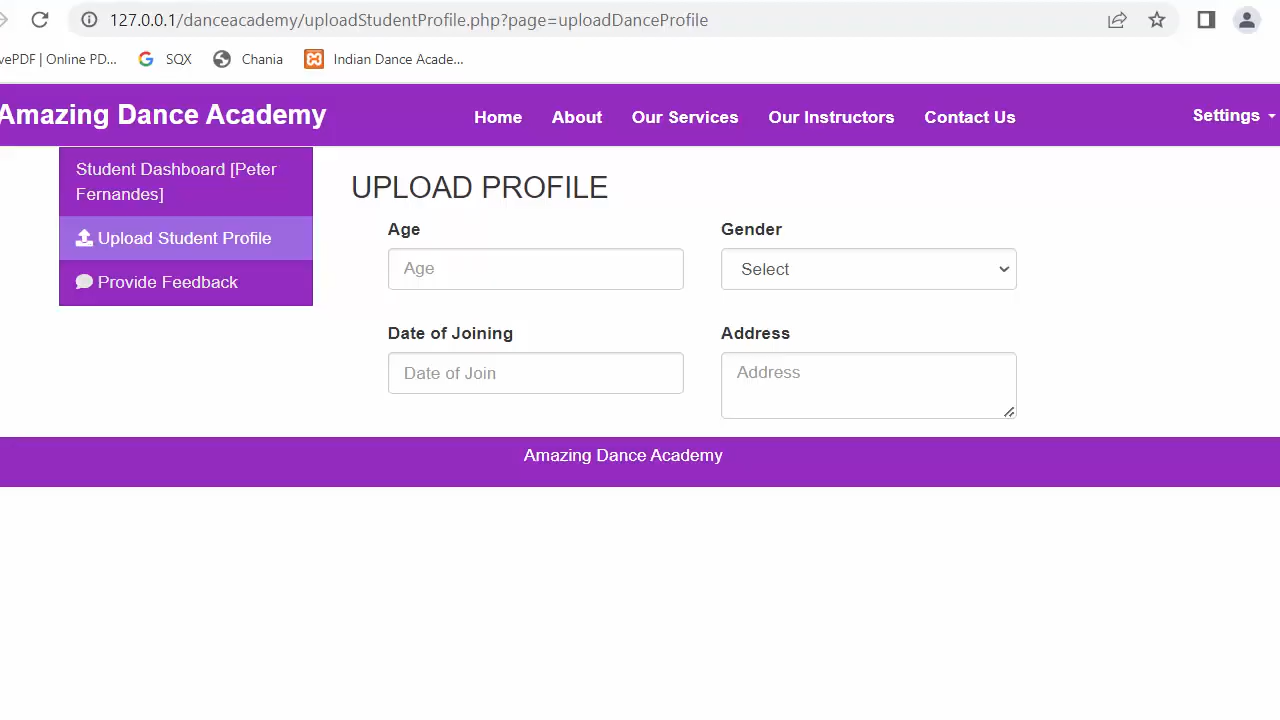 127.0.0.1/danceacademy/uploadStudentProfile.php?page=uploadDanceProfile
vePDF | Online PD... SQX Chania Indian Dance Acade...
Amazing Dance Academy Home About Our Services Our Instructors Contact Us Settings
Student Dashboard [Peter
Fernandes]
Upload Student Profile
Provide Feedback
UPLOAD PROFILE
Age Gender
Age Select
Date of Joining Address
Date of Join Address
Amazing Dance Academy